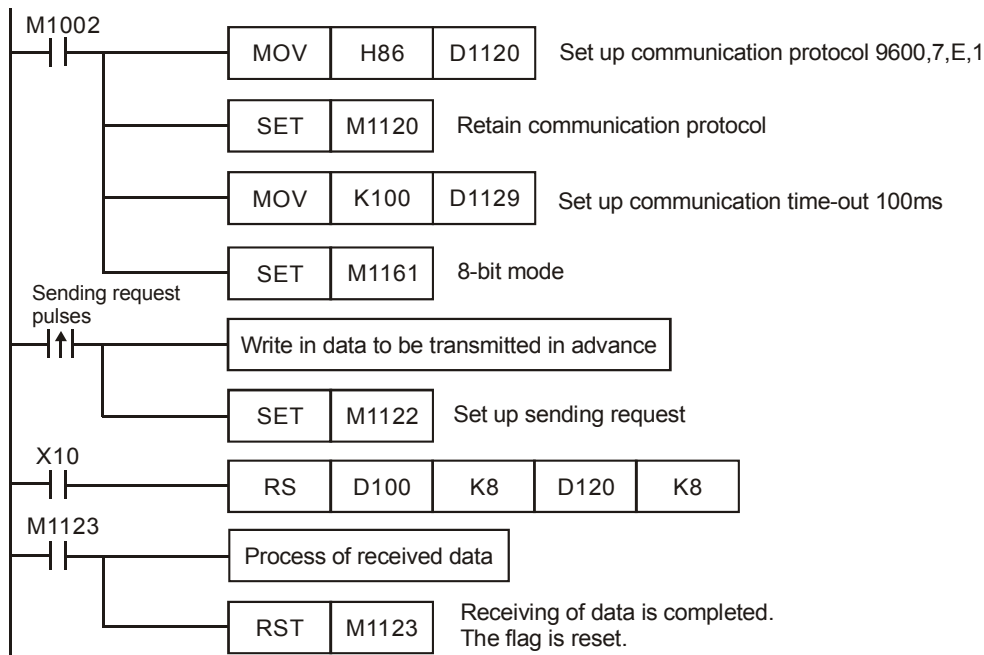 M1002
MOV H86 D1120 Set up communication protocol 9600,7,E,1
SET M1120 Retain communication protocol
MOV K100 D1129 Set up communication time-out 100ms
SET M1161 8-bit mode
Sending request
pulses
Write in data to be transmitted in advance
SET M1122 Set up sending request
X10
RS D100 K8 D120 K8
M1123
Process of received data
RST M1123 Receiving of data is completed.
The flag is reset.